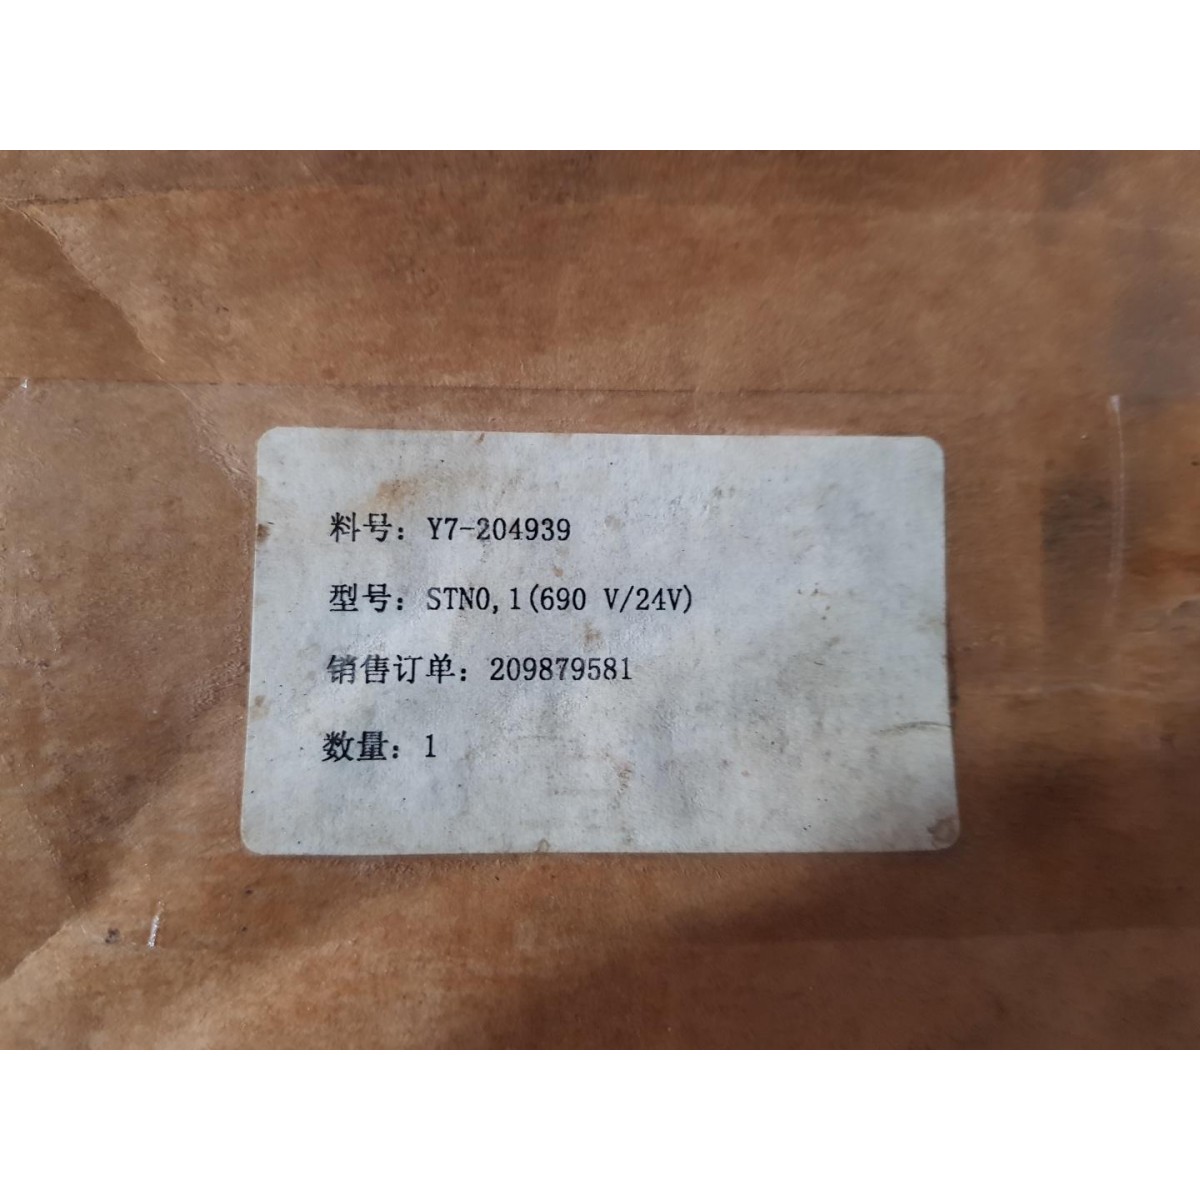 料号：Y7-204939
型号：STN0,1(690 V/24V)
销售订单：209879581
数量：1